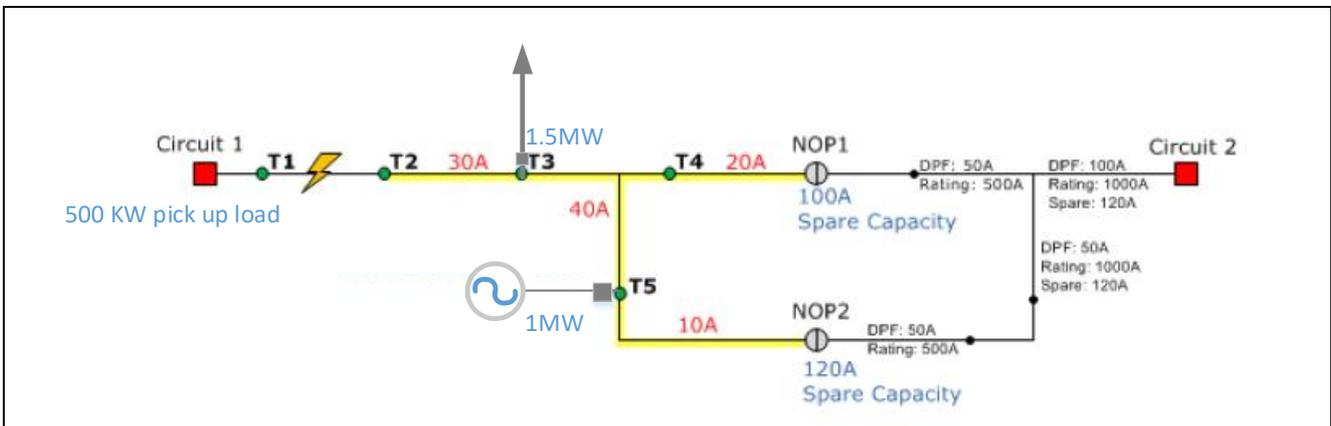 Circuit 1
T1
T2
30A
1.5MW
T3
T4
20A
NOP1
100A
Spare Capacity
DPF: 50A
Rating: 500A
DPF: 100A
Rating: 1000A
Spare: 120A
Circuit 2
500 KW pick up load
40A
DPF: 50A
Rating: 1000A
Spare: 120A
T5
1MW
10A
NOP2
120A
Spare Capacity
DPF: 50A
Rating: 500A